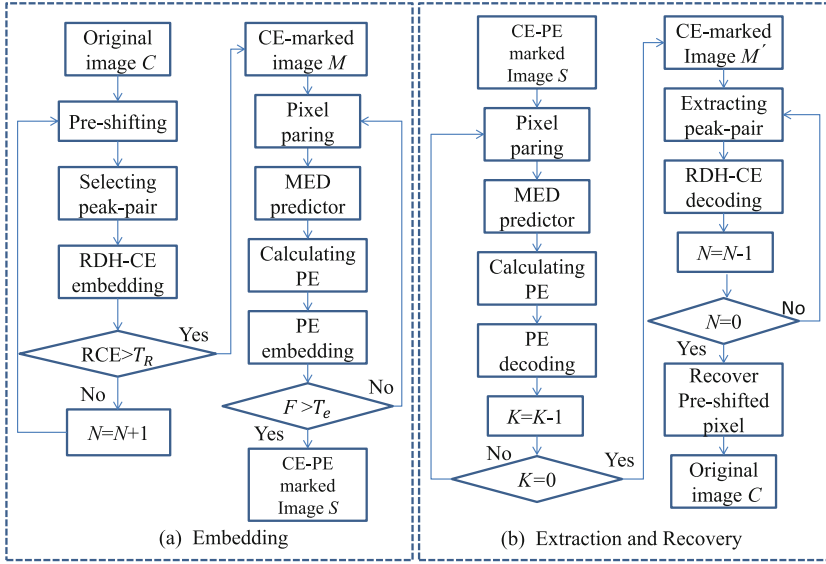 Original
image C
Pre-shifting
Selecting
peak-pair
RDH-CE
embedding
RCE>T_R
Yes
No
N=N+1
CE-marked
image M
Pixel
paring
MED
predictor
Calculating
PE
PE
embedding
F >T_e
No
Yes
CE-PE
marked
Image S
(a) Embedding
CE-PE
marked
Image S
Pixel
paring
MED
predictor
Calculating
PE
PE
decoding
K=K-1
No
K=0
Yes
CE-marked
Image M′
Extracting
peak-pair
RDH-CE
decoding
N=N-1
No
N=0
Yes
Recover
Pre-shifted
pixel
Original
image C
(b) Extraction and Recovery